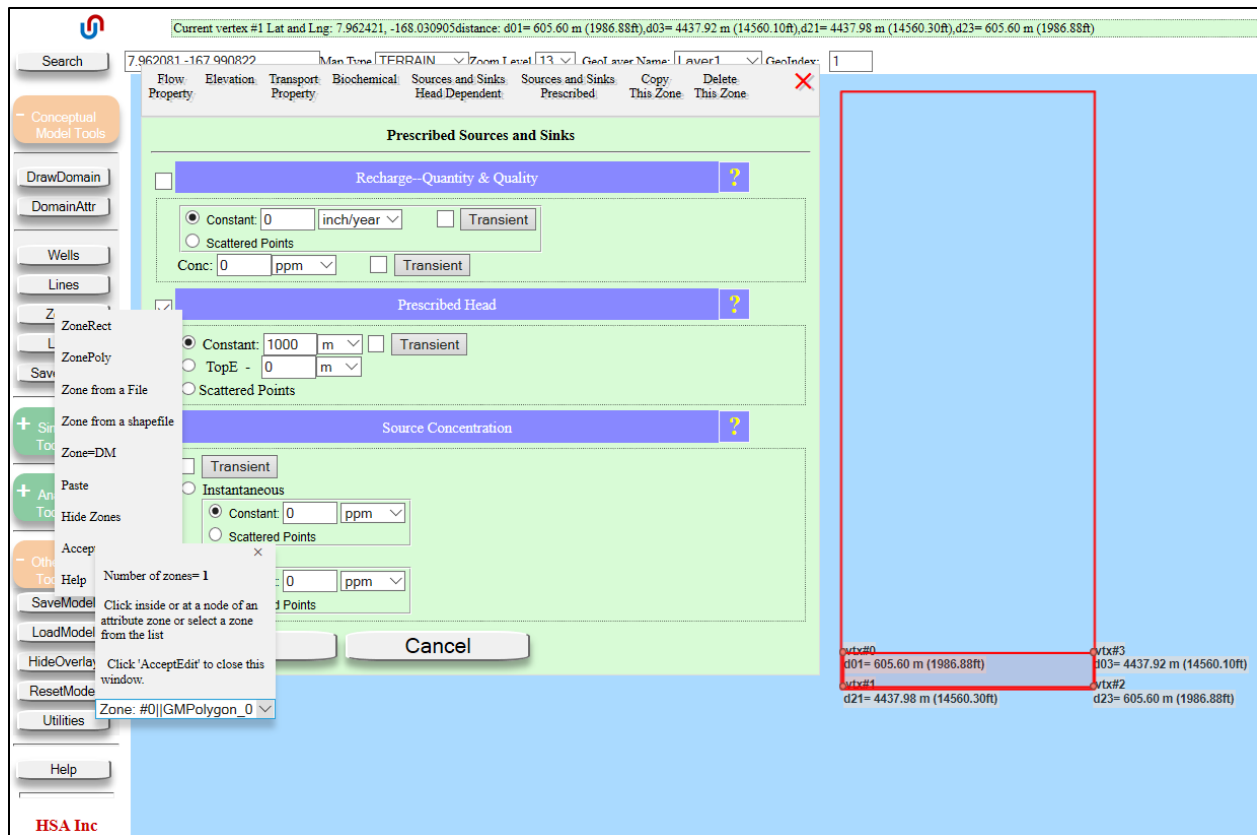 Current vertex #1 Lat and Lng: 7.962421, -168.030905distance: d01= 605.60 m (1986.88ft),d03= 4437.92 m (14560.10ft),d21= 4437.98 m (14560.30ft),d23= 605.60 m (1986.88ft)
Search
7.962081,-167.990822 Map Type TERRAIN Zoom Level 13 GeoLayer Name: Layer1 GeoIndex: 1
Flow Elevation Transport Biochemical Sources and Sinks Sources and Sinks Copy Delete
Property Property Head Dependent Prescribed This Zone This Zone
Prescribed Sources and Sinks
Recharge--Quantity & Quality ?
Constant: 0 inch/year Transient
Scattered Points
Conc: 0 ppm Transient
Prescribed Head ?
Constant: 1000 m Transient
TopE - 0 m
Scattered Points
Source Concentration ?
Transient
Instantaneous
Constant: 0 ppm
Scattered Points
: 0 ppm
d Points
Cancel
- Conceptual
Model Tools
DrawDomain
DomainAttr
Wells
Lines
Z
L
Sav
+ Sin
Too
+ An
Too
- Oth
Too
SaveModel
LoadModel
HideOverlay
ResetMode
Utilities
Help
HSA Inc
ZoneRect
ZonePoly
Zone from a File
Zone from a shapefile
Zone=DM
Paste
Hide Zones
Accep
Help
Number of zones= 1
Click inside or at a node of an
attribute zone or select a zone
from the list
Click 'AcceptEdit' to close this
window.
Zone: #0||GMPolygon_0
vtx#0
d01= 605.60 m (1986.88ft)
vtx#1
d21= 4437.98 m (14560.30ft)
vtx#3
d03= 4437.92 m (14560.10ft)
vtx#2
d23= 605.60 m (1986.88ft)